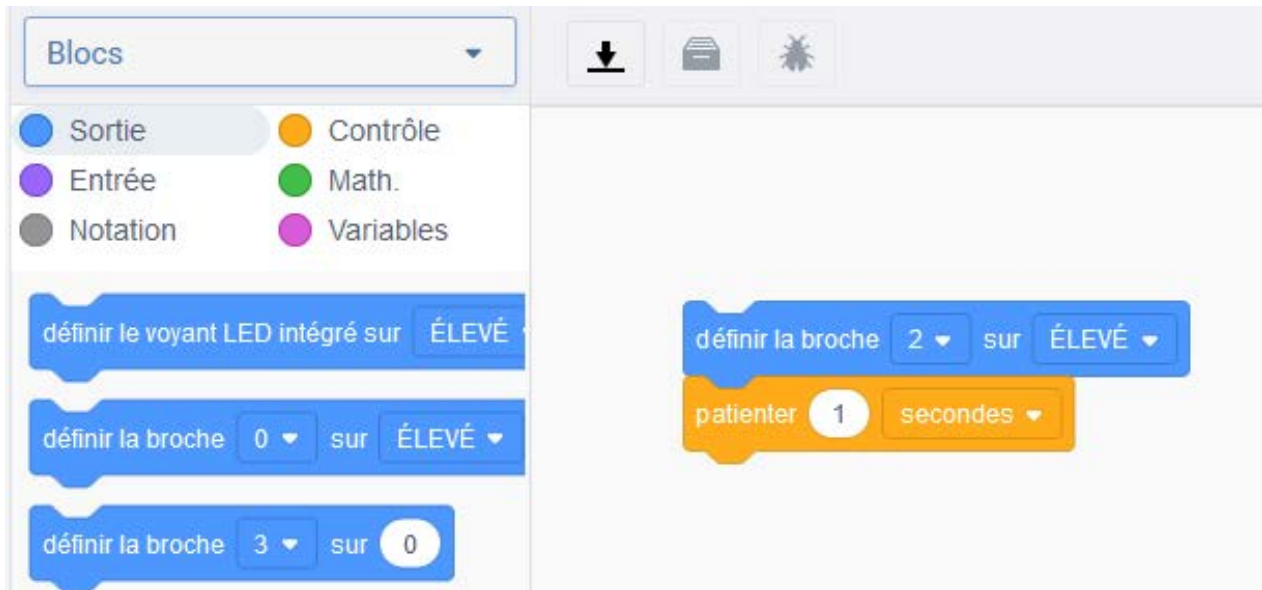 Blocs
Sortie
Contrôle
Entrée
Math.
Notation
Variables
définir le voyant LED intégré sur ÉLEVÉ
définir la broche 0 sur ÉLEVÉ
définir la broche 3 sur 0
définir la broche 2 sur ÉLEVÉ
patienter 1 secondes